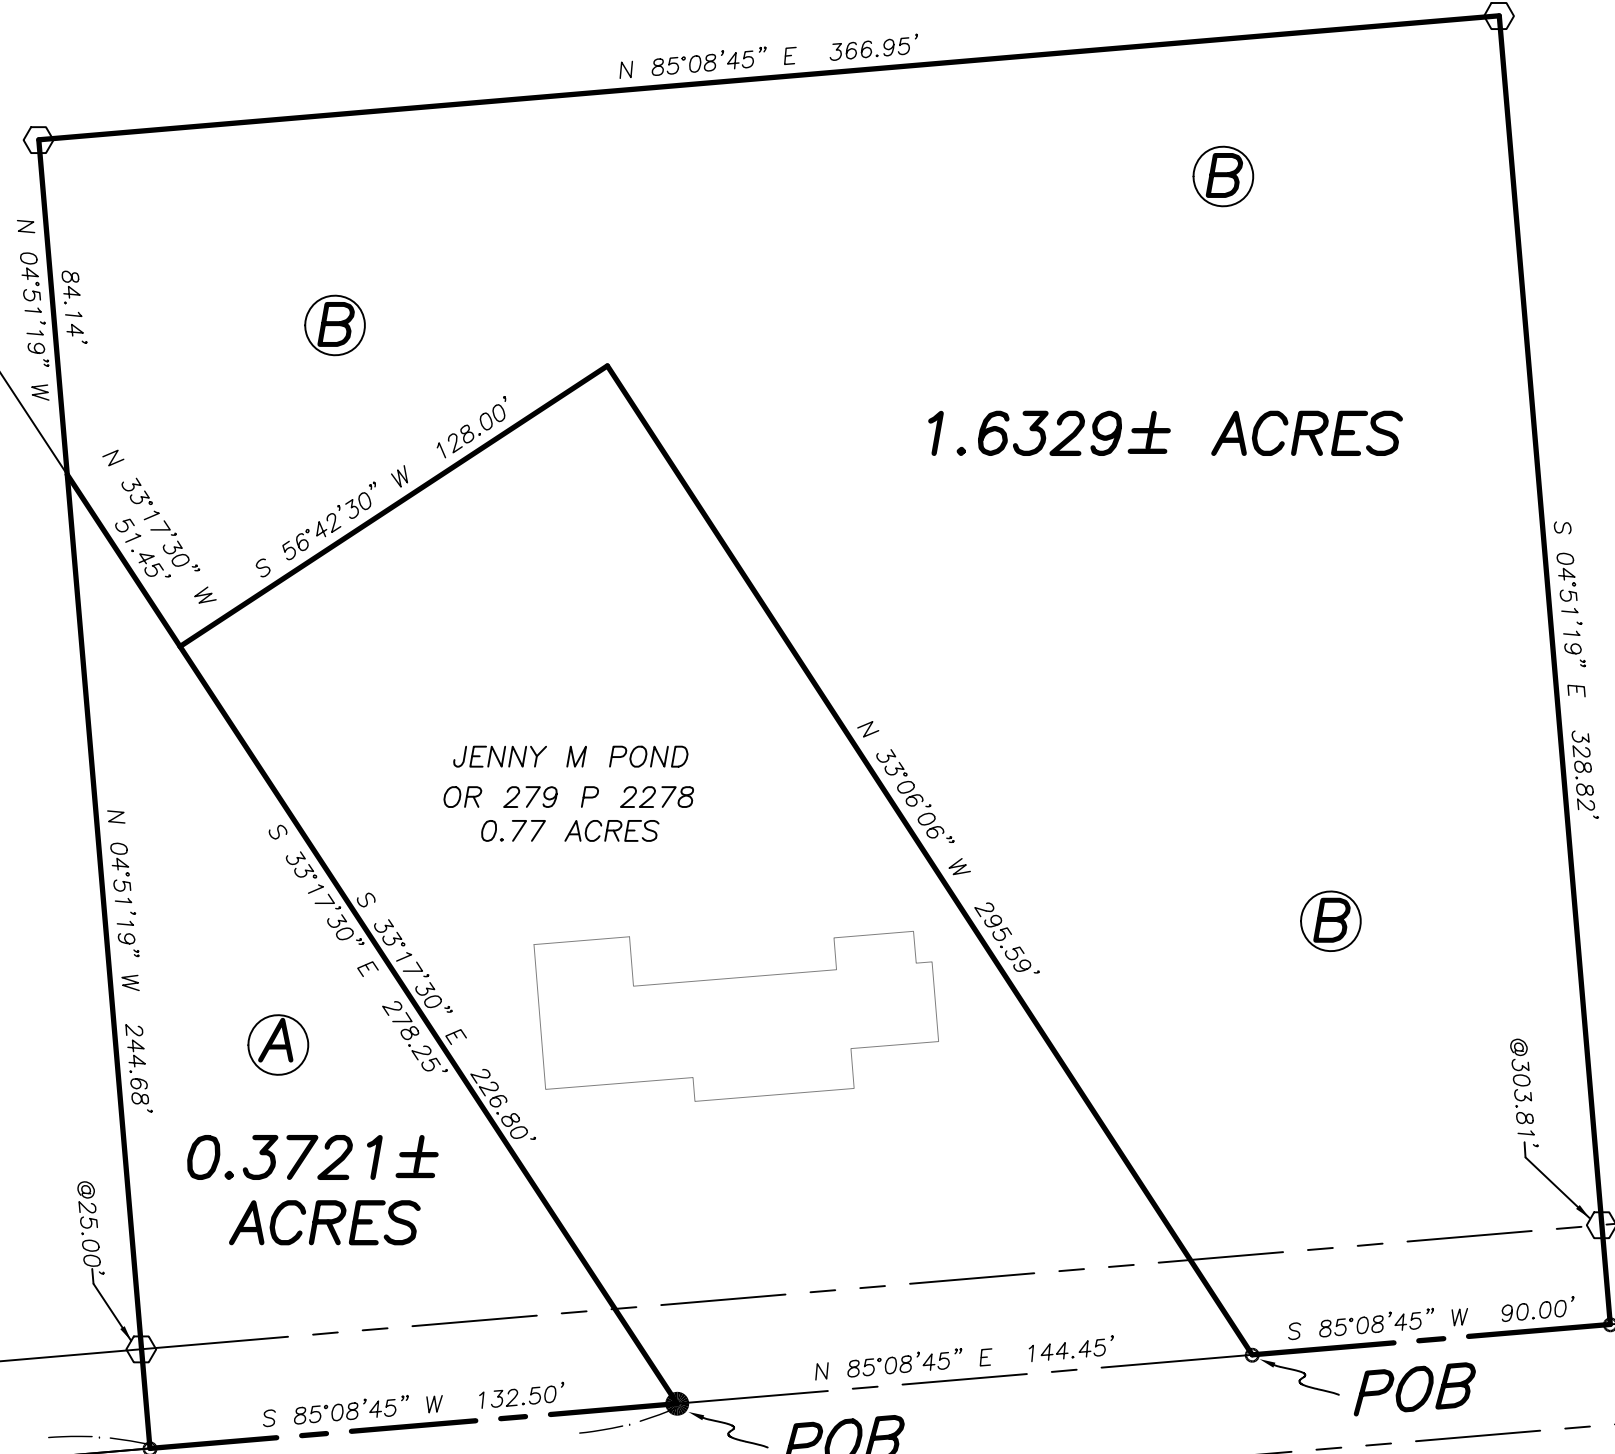 N 85°08'45" E 366.95'
B
N 04°51'19" W
84.14'
B
1.6329± ACRES
N 33°17'30" W
51.45'
S 56°42'30" W 128.00'
S 04°51'19" E 328.82'
JENNY M POND
OR 279 P 2278
0.77 ACRES
N 33°06'06" W 295.59'
N 04°51'19" W 244.68'
S 33°17'30" E 278.25'
S 33°17'30" E 226.80'
B
A
0.3721±
ACRES
@303.81'
@25.00'
S 85°08'45" W 90.00'
N 85°08'45" E 144.45'
POB
S 85°08'45" W 132.50'
POB